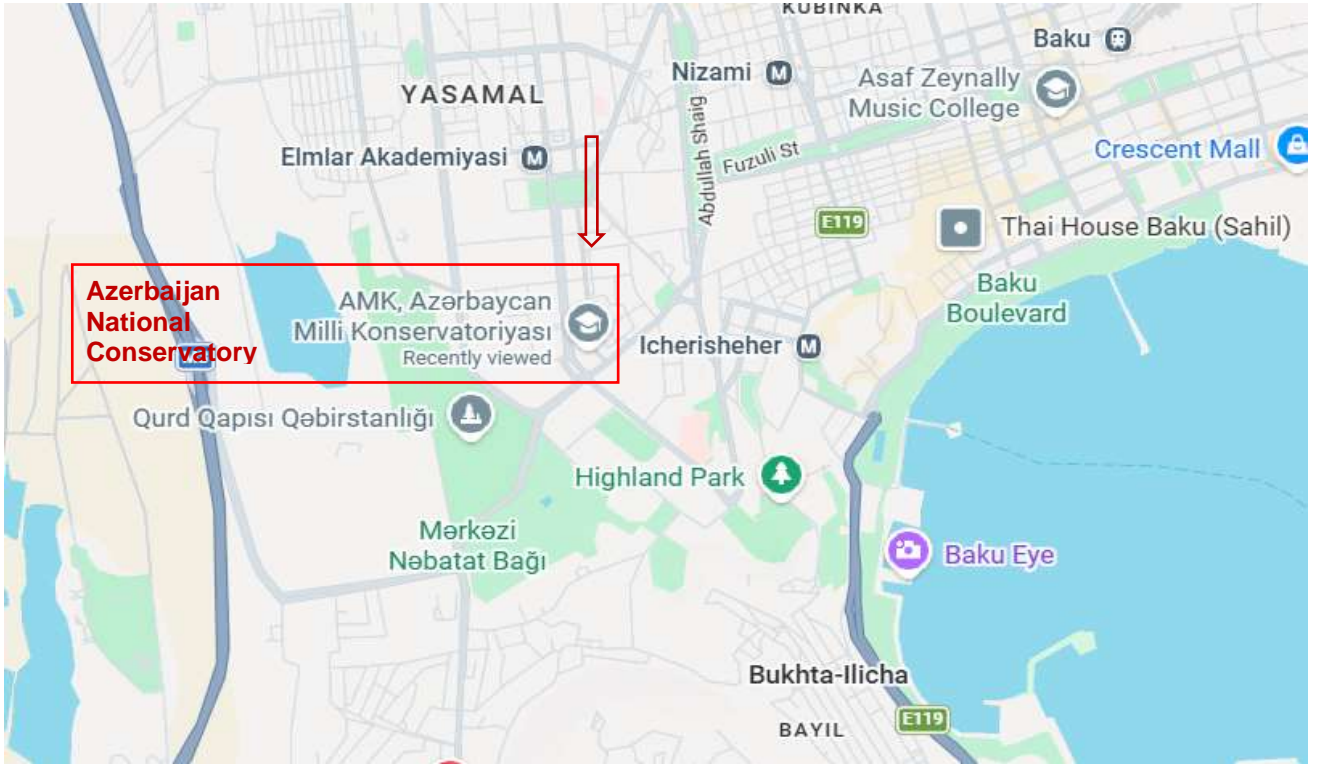 KUBINKA
Baku
Nizami
Asaf Zeynally
Music College
YASAMAL
Abdullah Shaig
Fuzuli St
Crescent Mall
Elmlar Akademiyasi
E119
Thai House Baku (Sahil)
Azerbaijan
National
Conservatory
AMK, Azərbaycan
Milli Konservatoriyası
Recently viewed
Baku
Boulevard
Icherisheher
Qurd Qapısı Qəbirstanlığı
Highland Park
Mərkəzi
Nəbatat Bağı
Baku Eye
Bukhta-Ilicha
BAYIL
E119